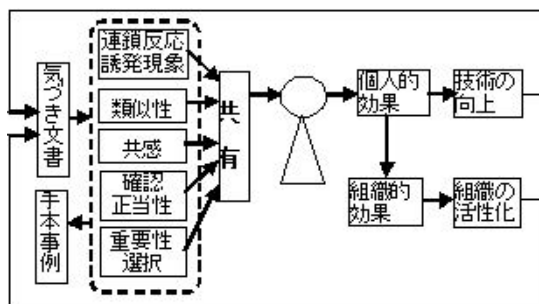 気づき文書
手本事例
連鎖反応
誘発現象
類似性
共感
確認
正当性
重要性
選択
共有
個人的
効果
技術の
向上
組織的
効果
組織の
活性化